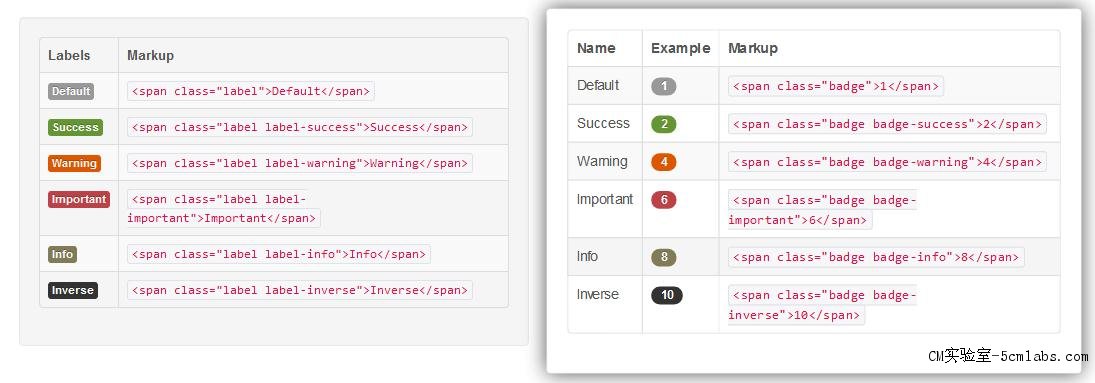 Labels Markup
Default <span class="label">Default</span>
Success <span class="label label-success">Success</span>
Warning <span class="label label-warning">Warning</span>
Important <span class="label label-
important">Important</span>
Info <span class="label label-info">Info</span>
Inverse <span class="label label-inverse">Inverse</span>
Name Example Markup
Default 1 <span class="badge">1</span>
Success 2 <span class="badge badge-success">2</span>
Warning 4 <span class="badge badge-warning">4</span>
Important 6 <span class="badge badge-
important">6</span>
Info 8 <span class="badge badge-info">8</span>
Inverse 10 <span class="badge badge-
inverse">10</span>
CM实验室-5cmlabs.com